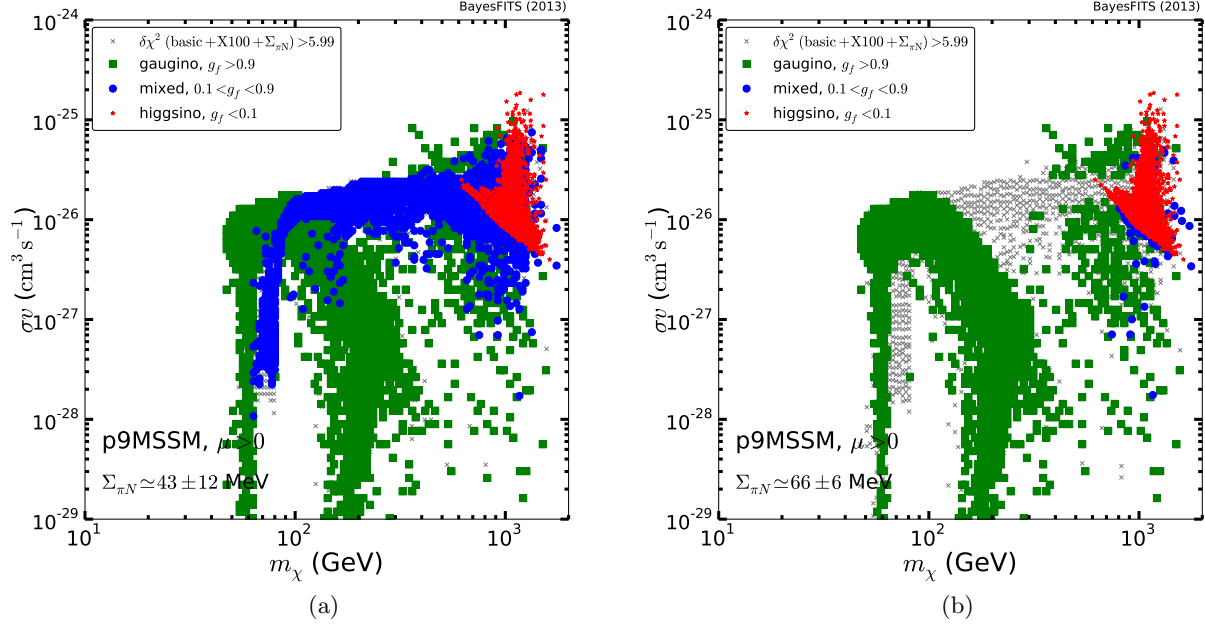 BayesFITS (2013)
δχ² (basic+X100+Σ_πN) >5.99
gaugino, g_f >0.9
mixed, 0.1<g_f<0.9
higgsino, g_f<0.1
10^-24
10^-25
10^-26
10^-27
10^-28
10^-29
σv (cm³ s⁻¹)
p9MSSM, μ>0
Σ_πN≃43±12 MeV
10^1
10^2
10^3
m_χ (GeV)
(a)
BayesFITS (2013)
δχ² (basic+X100+Σ_πN) >5.99
gaugino, g_f >0.9
mixed, 0.1<g_f<0.9
higgsino, g_f<0.1
10^-24
10^-25
10^-26
10^-27
10^-28
10^-29
σv (cm³ s⁻¹)
p9MSSM, μ>0
Σ_πN≃66±6 MeV
10^1
10^2
10^3
m_χ (GeV)
(b)